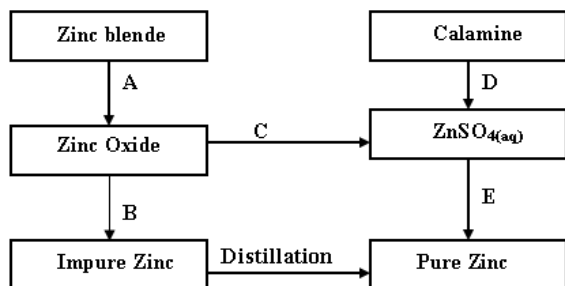 Zinc blende
Calamine
A
D
Zinc Oxide
C
ZnSO₄₍aq₎
B
E
Impure Zinc
Distillation
Pure Zinc